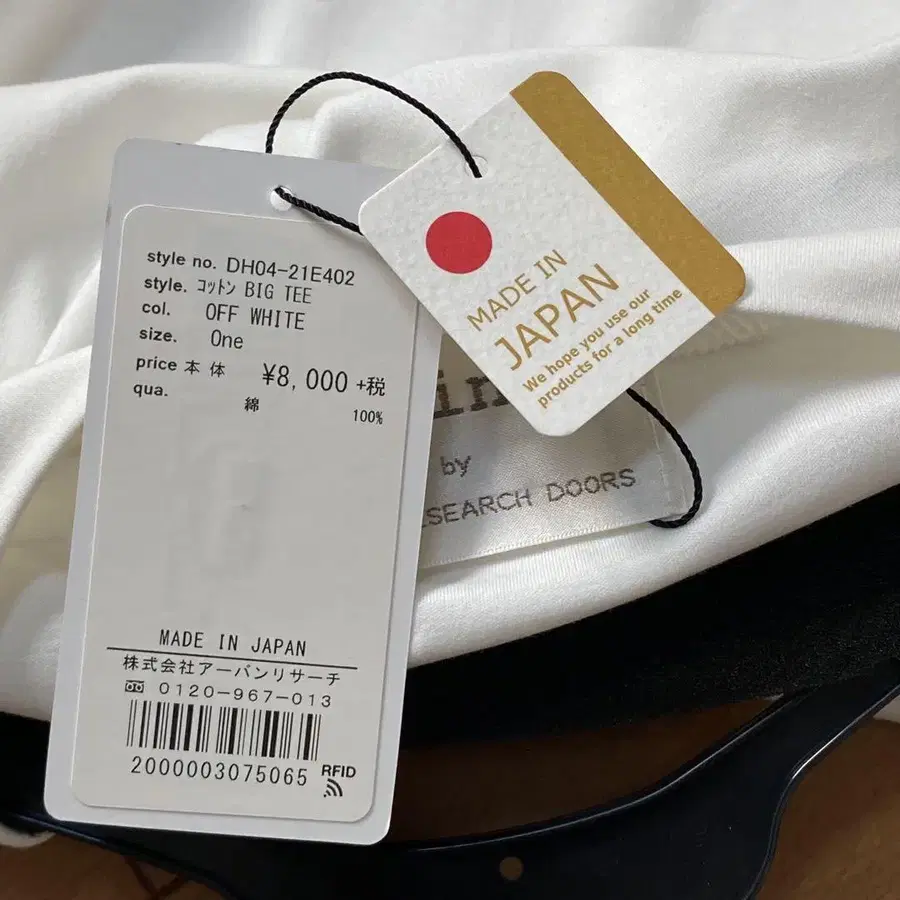 style no. DH04-21E402
style. ｺｯﾄﾝ BIG TEE
col. OFF WHITE
size. One
price 本体 ¥8,000 +税
qua.
綿 100%
MADE IN JAPAN
株式会社アーバンリサーチ
0120-967-013
2000003075065
RFID
MADE IN
JAPAN
We hope you use our
products for a long time
by
DOORS